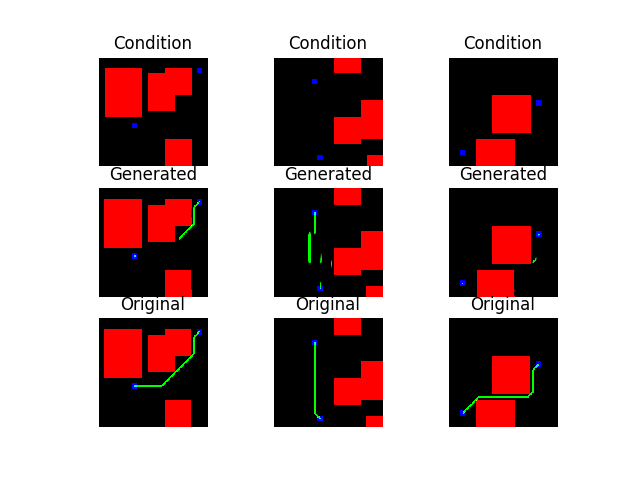 Condition Condition Condition
Generated Generated Generated
Original Original Original